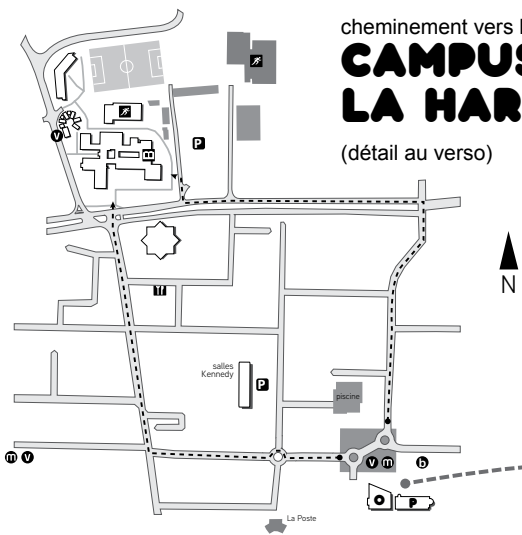 cheminement vers l
CAMPUS
LA HAR
(détail au verso)
v
P
N
salles
Kennedy
P
piscine
m v
v m
b
O
P
La Poste